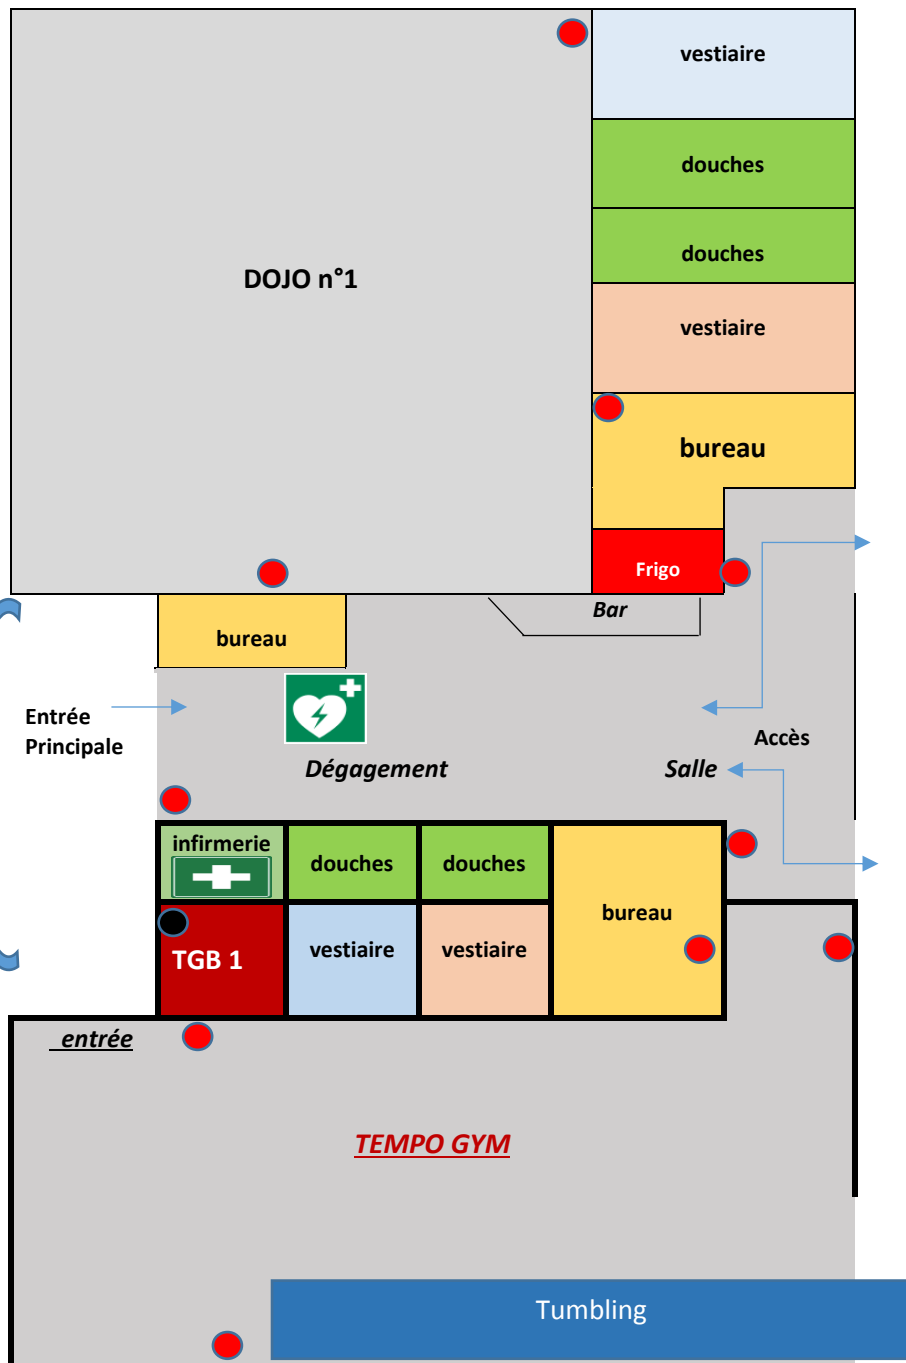 vestiaire
douches
douches
DOJO n°1
vestiaire
bureau
Frigo
Bar
bureau
Entrée
Principale
Accès
Dégagement
Salle
infirmerie
douches
douches
bureau
TGB 1
vestiaire
vestiaire
entrée
TEMPO GYM
Tumbling